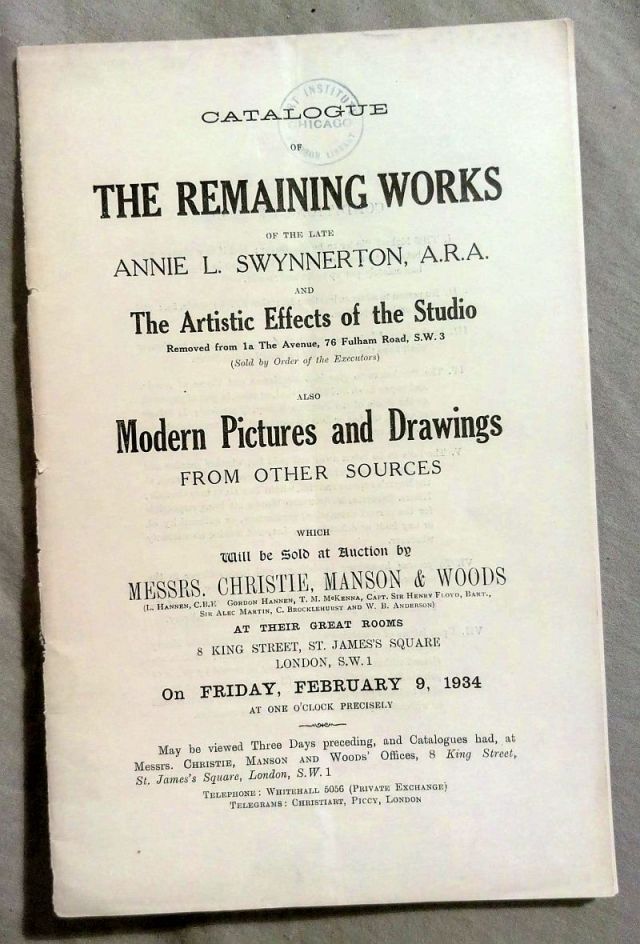 CATALOGUE
ART INSTITUTE
CHICAGO
LIBRARY
OF
THE REMAINING WORKS
OF THE LATE
ANNIE L. SWYNNERTON, A.R.A.
AND
The Artistic Effects of the Studio
Removed from 1a The Avenue, 76 Fulham Road, S.W. 3
(Sold by Order of the Executors)
ALSO
Modern Pictures and Drawings
FROM OTHER SOURCES
WHICH
Will be Sold at Auction by
MESSRS. CHRISTIE, MANSON & WOODS
(L. HANNEN, C.B.E. GORDON HANNEN, T. M. MCKENNA, CAPT. SIR HENRY FLOYD, BART.,
SIR ALEC MARTIN, C. BROCKLEHURST AND W. B. ANDERSON)
AT THEIR GREAT ROOMS
8 KING STREET, ST. JAMES'S SQUARE
LONDON, S.W. 1
On FRIDAY, FEBRUARY 9, 1934
AT ONE O'CLOCK PRECISELY
May be viewed Three Days preceding, and Catalogues had, at
Messrs. CHRISTIE, MANSON AND WOODS' Offices, 8 King Street,
St. James's Square, London, S.W. 1
TELEPHONE: WHITEHALL 5056 (PRIVATE EXCHANGE)
TELEGRAMS: CHRISTIART, PICCY, LONDON